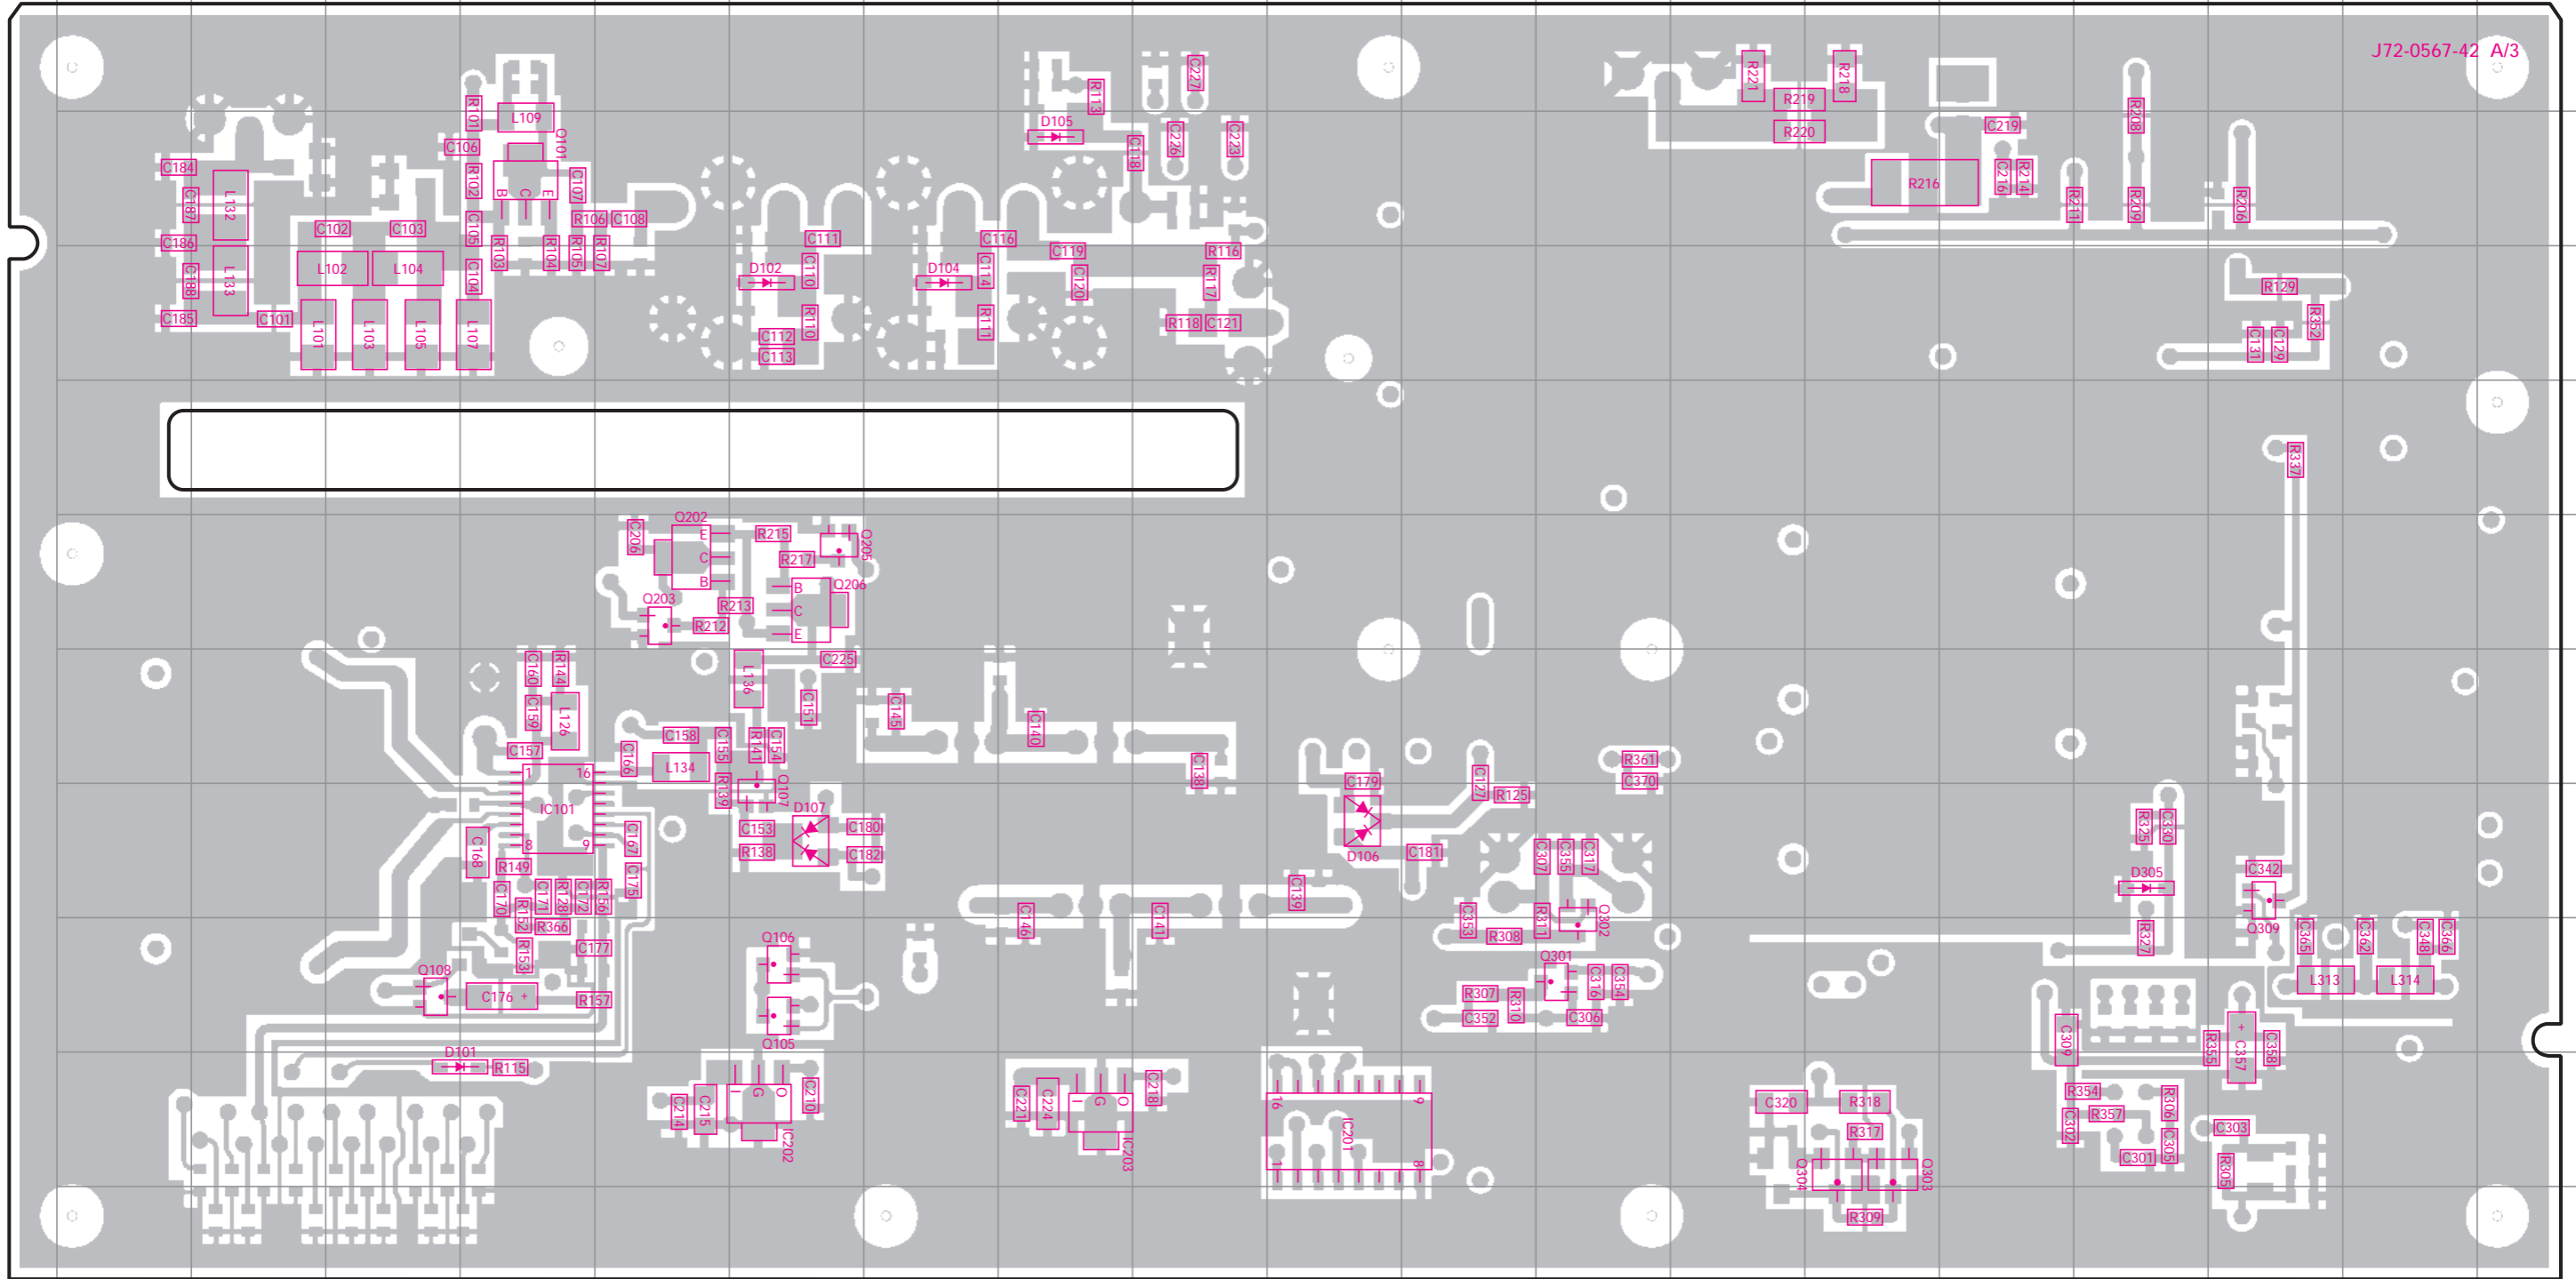 J72-0567-42 A/3
C227
R221
R218
R113
R219
R101
L109
D105
C226
C223
R220
C219
R208
Q101
C106
C118
C184
R102
B C E
C107
R216
C216
R214
C187
L132
R211
R209
R206
R106
C108
C102
C103
C105
C186
C111
C116
C119
R116
R103
R104
R105
R107
L102
L104
D102
C110
D104
C114
C188
L133
C104
C120
R117
R129
C185
C101
R110
R111
R118
C121
R352
L101
L103
L105
L107
C112
C131
C129
C113
R337
Q202
C206
E
C
B
R215
Q205
R217
Q206
B
C
E
Q203
R213
R212
C160
R144
C225
L136
C159
L126
C151
C145
C140
C157
C158
C155
R141
C154
C166
L134
R361
1
16
C138
C179
C127
C370
R139
Q107
R125
IC101
D107
C153
C180
R325
C330
8
9
C167
C168
R138
C182
D106
C181
C307
C355
C317
R149
C342
D305
C175
C170
C171
R128
C172
R156
C139
R152
C146
C141
C353
R311
Q302
R366
Q309
Q106
R308
R327
C365
C362
C348
C366
C177
R153
Q301
Q108
L313
L314
C316
C354
C176 +
R157
R307
R310
C352
C306
Q105
+
C309
R355
C357
C358
D101
R115
C214
C215
G
O
C210
C221
C224
I
G
O
C218
16
9
R354
C320
R318
R306
R357
C302
IC202
IC203
IC201
R317
C303
C305
C301
1
8
Q304
Q303
R305
R309